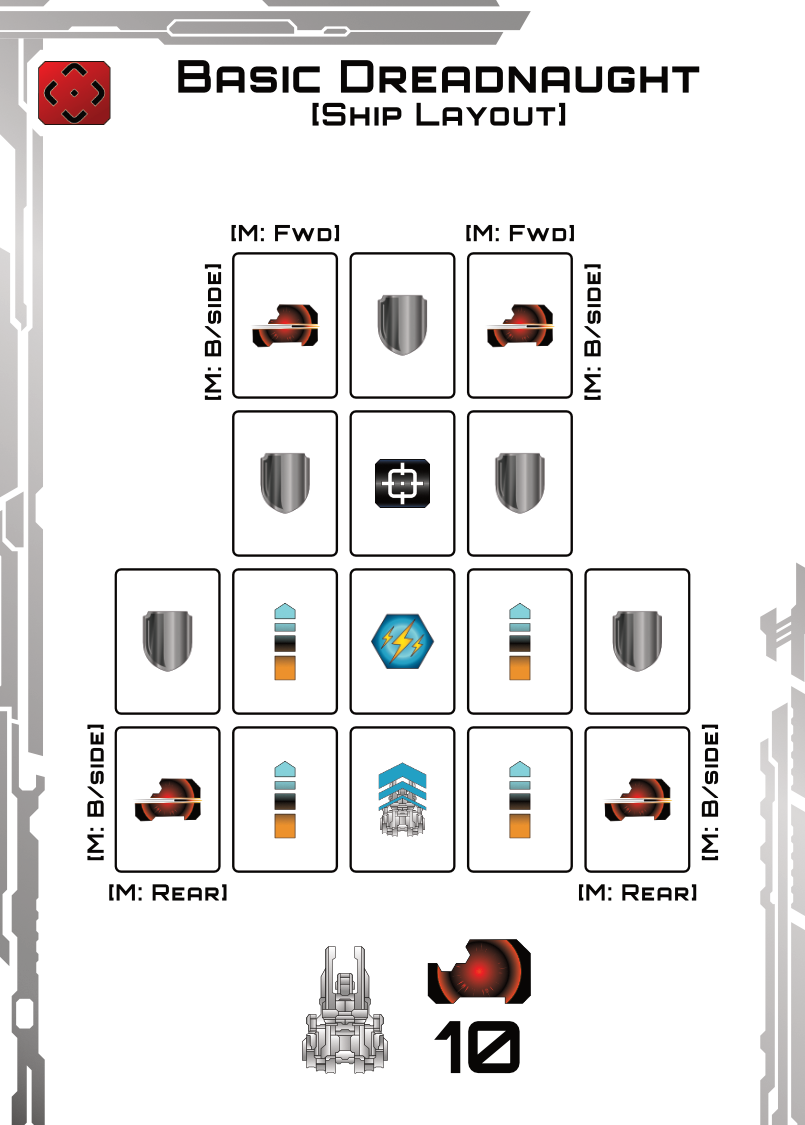 Basic Dreadnaught
[Ship Layout]
[M: Fwd] [M: Fwd]
[M: B/side] [M: B/side]
[M: B/side] [M: B/side]
[M: Rear] [M: Rear]
10